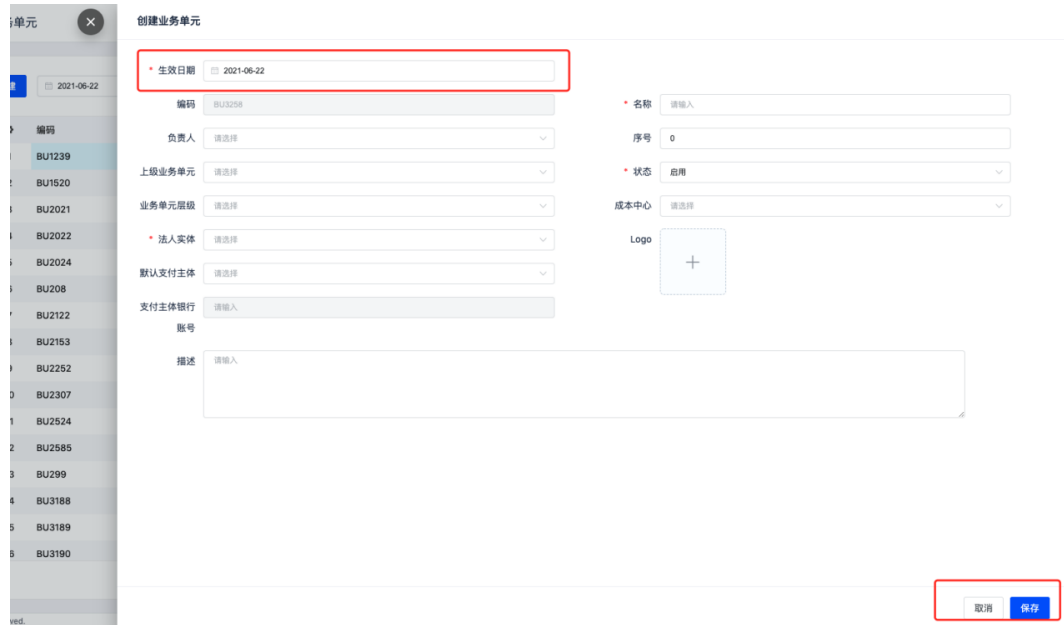 单元
创建业务单元
* 生效日期 2021-06-22
2021-06-22
编码 BU3258
* 名称 请输入
负责人 请选择
序号 0
上级业务单元 请选择
* 状态 启用
业务单元层级 请选择
成本中心 请选择
* 法人实体 请选择
Logo
默认支付主体 请选择
支付主体银行账号 请输入
描述 请输入
编码
BU1239
BU1520
BU2021
BU2022
BU2024
BU208
BU2122
BU2153
BU2252
BU2307
BU2524
BU2585
BU299
BU3188
BU3189
BU3190
取消 保存
ved.